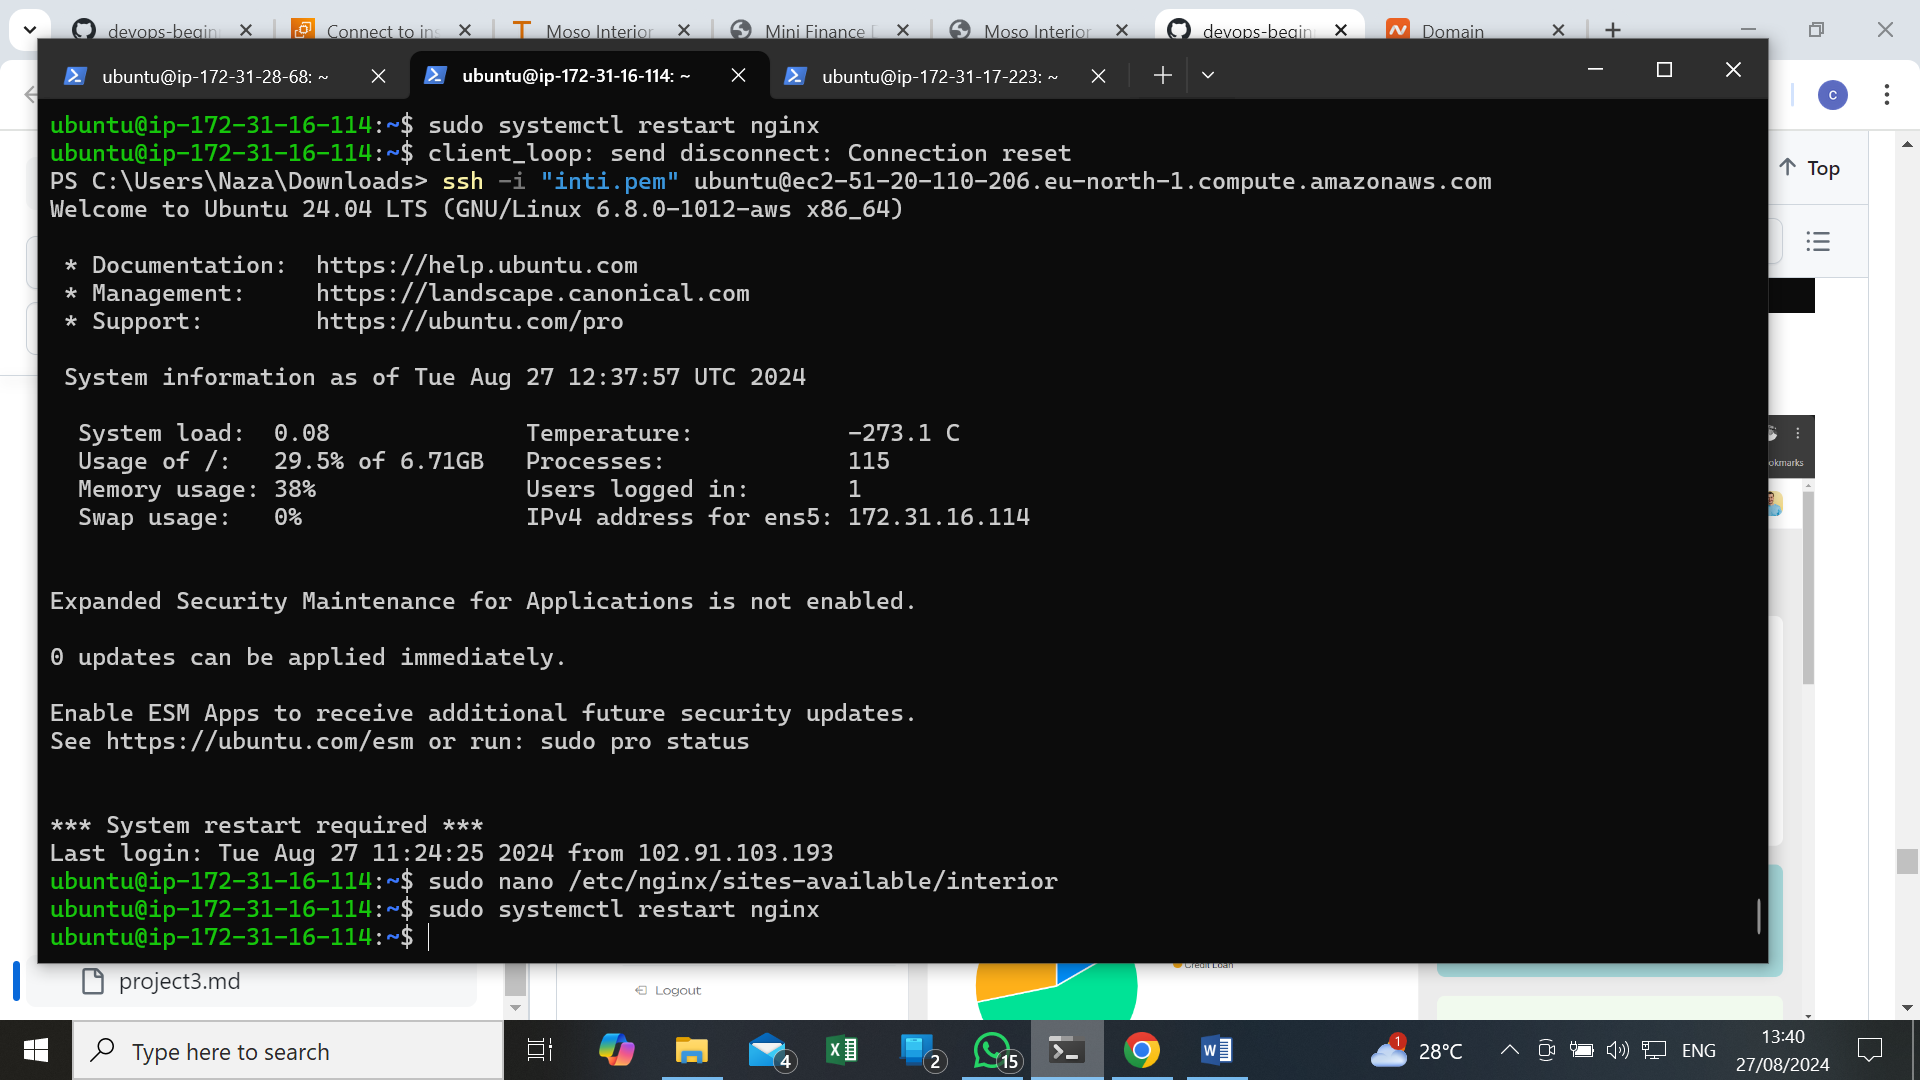 devops-begin
Connect to ins
Moso Interior
Mini Finance
Moso Interior
devops-begin
Domain
ubuntu@ip-172-31-28-68: ~
ubuntu@ip-172-31-16-114: ~
ubuntu@ip-172-31-17-223: ~
c
ubuntu@ip-172-31-16-114:~$ sudo systemctl restart nginx
ubuntu@ip-172-31-16-114:~$ client_loop: send disconnect: Connection reset
PS C:\Users\Naza\Downloads> ssh -i "inti.pem" ubuntu@ec2-51-20-110-206.eu-north-1.compute.amazonaws.com
Welcome to Ubuntu 24.04 LTS (GNU/Linux 6.8.0-1012-aws x86_64)
* Documentation: https://help.ubuntu.com
* Management: https://landscape.canonical.com
* Support: https://ubuntu.com/pro
System information as of Tue Aug 27 12:37:57 UTC 2024
System load: 0.08 Temperature: -273.1 C
Usage of /: 29.5% of 6.71GB Processes: 115
Memory usage: 38% Users logged in: 1
Swap usage: 0% IPv4 address for ens5: 172.31.16.114
Expanded Security Maintenance for Applications is not enabled.
0 updates can be applied immediately.
Enable ESM Apps to receive additional future security updates.
See https://ubuntu.com/esm or run: sudo pro status
*** System restart required ***
Last login: Tue Aug 27 11:24:25 2024 from 102.91.103.193
ubuntu@ip-172-31-16-114:~$ sudo nano /etc/nginx/sites-available/interior
ubuntu@ip-172-31-16-114:~$ sudo systemctl restart nginx
ubuntu@ip-172-31-16-114:~$
Top
okmarks
project3.md
Logout
Credit Loan
Type here to search
4
2
15
1
28°C
ENG
13:40
27/08/2024